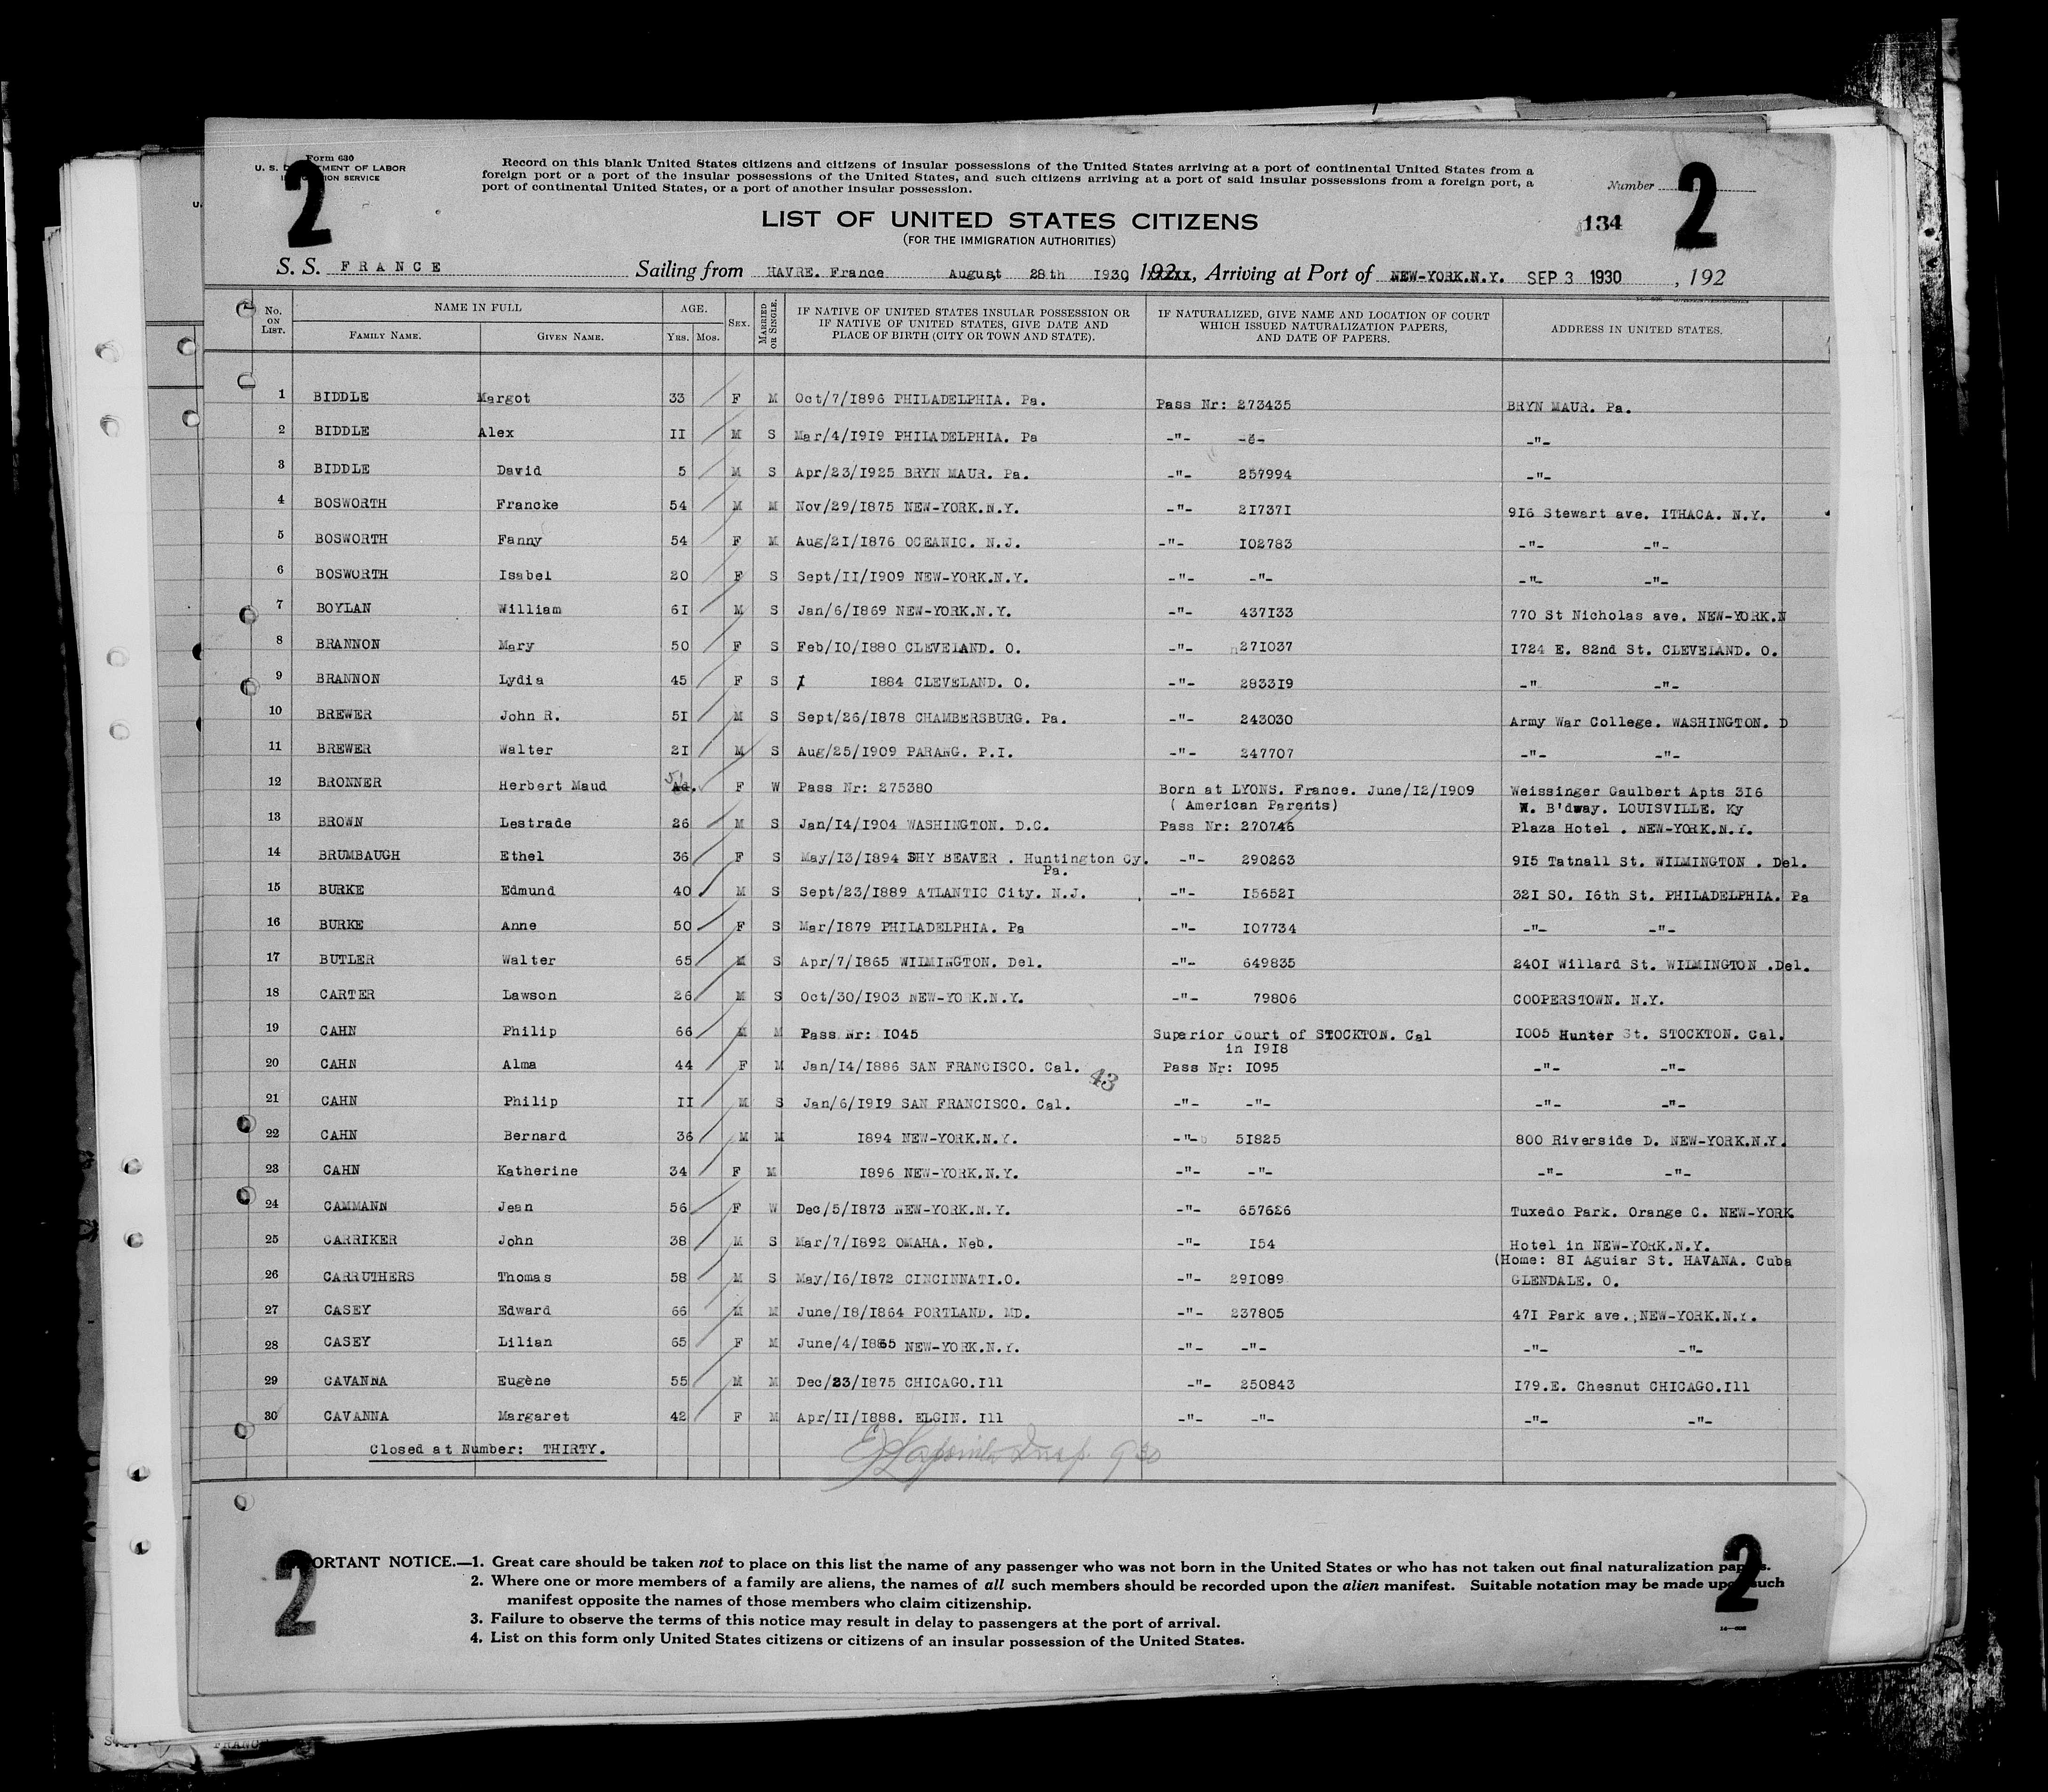 Form 630
U. S. DEPARTMENT OF LABOR
IMMIGRATION SERVICE
2
Record on this blank United States citizens and citizens of insular possessions of the United States arriving at a port of continental United States from a
foreign port or a port of the insular possessions of the United States, and such citizens arriving at a port of said insular possessions from a foreign port, a
port of continental United States, or a port of another insular possession.
Number
2
134
LIST OF UNITED STATES CITIZENS
(FOR THE IMMIGRATION AUTHORITIES)
S. S. FRANCE Sailing from HAVRE. France August, 28th 1930, 192xxxxx, Arriving at Port of NEW-YORK.N.Y. SEP 3 1930, 192
No. ON LIST. NAME IN FULL FAMILY NAME. GIVEN NAME. AGE. YRS. MOS. SEX. MARRIED OR SINGLE. IF NATIVE OF UNITED STATES INSULAR POSSESSION OR IF NATIVE OF UNITED STATES, GIVE DATE AND PLACE OF BIRTH (CITY OR TOWN AND STATE). IF NATURALIZED, GIVE NAME AND LOCATION OF COURT WHICH ISSUED NATURALIZATION PAPERS, AND DATE OF PAPERS. ADDRESS IN UNITED STATES.
1 BIDDLE Margot 33 F M Oct/7/1896 PHILADELPHIA. Pa. Pass Nr: 273435 BRYN MAUR. Pa.
2 BIDDLE Alex II M S Mar/4/1919 PHILADELPHIA. Pa -"- -"- -"-
3 BIDDLE David 5 M S Apr/23/1925 BRYN MAUR. Pa. -"- 257994 -"-
4 BOSWORTH Francke 54 M M Nov/29/1875 NEW-YORK.N.Y. -"- 217371 916 Stewart ave. ITHACA. N.Y.
5 BOSWORTH Fanny 54 F M Aug/21/1876 OCEANIC. N.J. -"- 102783 -"- -"-
6 BOSWORTH Isabel 20 F S Sept/II/1909 NEW-YORK.N.Y. -"- -"- -"- -"-
7 BOYLAN William 61 M S Jan/6/1869 NEW-YORK.N.Y. -"- 437133 770 St Nicholas ave. NEW-YORK.N
8 BRANNON Mary 50 F S Feb/10/1880 CLEVELAND. O. -"- 271037 1724 E. 82nd St. CLEVELAND. O.
9 BRANNON Lydia 45 F S 1884 CLEVELAND. O. -"- 283319 -"- -"-
10 BREWER John R. 51 M S Sept/26/1878 CHAMBERSBURG. Pa. -"- 243030 Army War College. WASHINGTON. D
11 BREWER Walter 21 M S Aug/25/1909 PARANG. P.I. -"- 247707 -"- -"-
12 BRONNER Herbert Maud Ad. 51 F W Pass Nr: 275380 Born at LYONS. France. June/12/1909 Weissinger Gaulbert Apts 316
( American Parents) W. B'dway. LOUISVILLE. Ky
13 BROWN Lestrade 26 M S Jan/14/1904 WASHINGTON. D.C. Pass Nr: 270746 Plaza Hotel . NEW-YORK.N.Y.
14 BRUMBAUGH Ethel 36 F S May/13/1894 SHY BEAVER . Huntington Cy. -"- 290263 915 Tatnall St. WILMINGTON . Del.
Pa.
15 BURKE Edmund 40 M S Sept/23/1889 ATLANTIC City. N.J. -"- 156521 321 SO. 16th St. PHILADELPHIA. Pa
16 BURKE Anne 50 F S Mar/1879 PHILADELPHIA. Pa -"- 107734 -"- -"-
17 BUTLER Walter 65 M S Apr/7/1865 WILMINGTON. Del. -"- 649835 2401 Willard St. WILMINGTON .Del.
18 CARTER Lawson 26 M S Oct/30/1903 NEW-YORK.N.Y. -"- 79806 COOPERSTOWN. N.Y.
19 CAHN Philip 66 M M Pass Nr: 1045 Superior Court of STOCKTON. Cal 1005 Hunter St. STOCKTON. Cal.
in 1918
20 CAHN Alma 44 F M Jan/14/1886 SAN FRANCISCO. Cal. 43 Pass Nr: 1095 -"- -"-
21 CAHN Philip II M S Jan/6/1919 SAN FRANCISCO. Cal. -"- -"- -"- -"-
22 CAHN Bernard 36 M M 1894 NEW-YORK.N.Y. -"- 51825 800 Riverside D. NEW-YORK.N.Y.
23 CAHN Katherine 34 F M 1896 NEW-YORK.N.Y. -"- -"- -"- -"-
24 CAMMANN Jean 56 F W Dec/5/1873 NEW-YORK.N.Y. -"- 657626 Tuxedo Park. Orange C. NEW-YORK
25 CARRIKER John 38 M S Mar/7/1892 OMAHA. Neb. -"- 154 Hotel in NEW-YORK.N.Y.
(Home: 81 Aguiar St. HAVANA. Cuba
26 CARRUTHERS Thomas 58 M S May/16/1872 CINCINNATI.O. -"- 291089 GLENDALE. O.
27 CASEY Edward 66 M M June/18/1864 PORTLAND. MD. -"- 237805 471 Park ave. NEW-YORK.N.Y.
28 CASEY Lilian 65 F M June/4/1865 NEW-YORK.N.Y. -"- -"- -"- -"-
29 CAVANNA Eugène 55 M M Dec/23/1875 CHICAGO.Ill -"- 250843 179.E. Chesnut CHICAGO.Ill
30 CAVANNA Margaret 42 F M Apr/II/1888. ELGIN. Ill -"- -"- -"- -"-
Closed at Number: THIRTY.
2
IMPORTANT NOTICE.—1. Great care should be taken not to place on this list the name of any passenger who was not born in the United States or who has not taken out final naturalization papers.
2. Where one or more members of a family are aliens, the names of all such members should be recorded upon the alien manifest. Suitable notation may be made upon such
manifest opposite the names of those members who claim citizenship.
3. Failure to observe the terms of this notice may result in delay to passengers at the port of arrival.
4. List on this form only United States citizens or citizens of an insular possession of the United States.
2